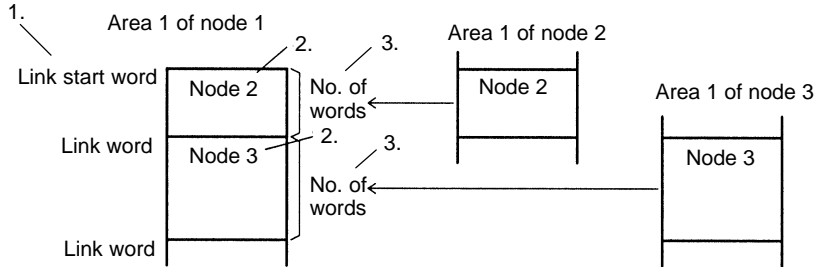 1.
Area 1 of node 1
2.
3.
Area 1 of node 2
Link start word
Node 2
No. of
words
Node 2
Area 1 of node 3
Link word
Node 3
2.
3.
Node 3
No. of
words
Link word